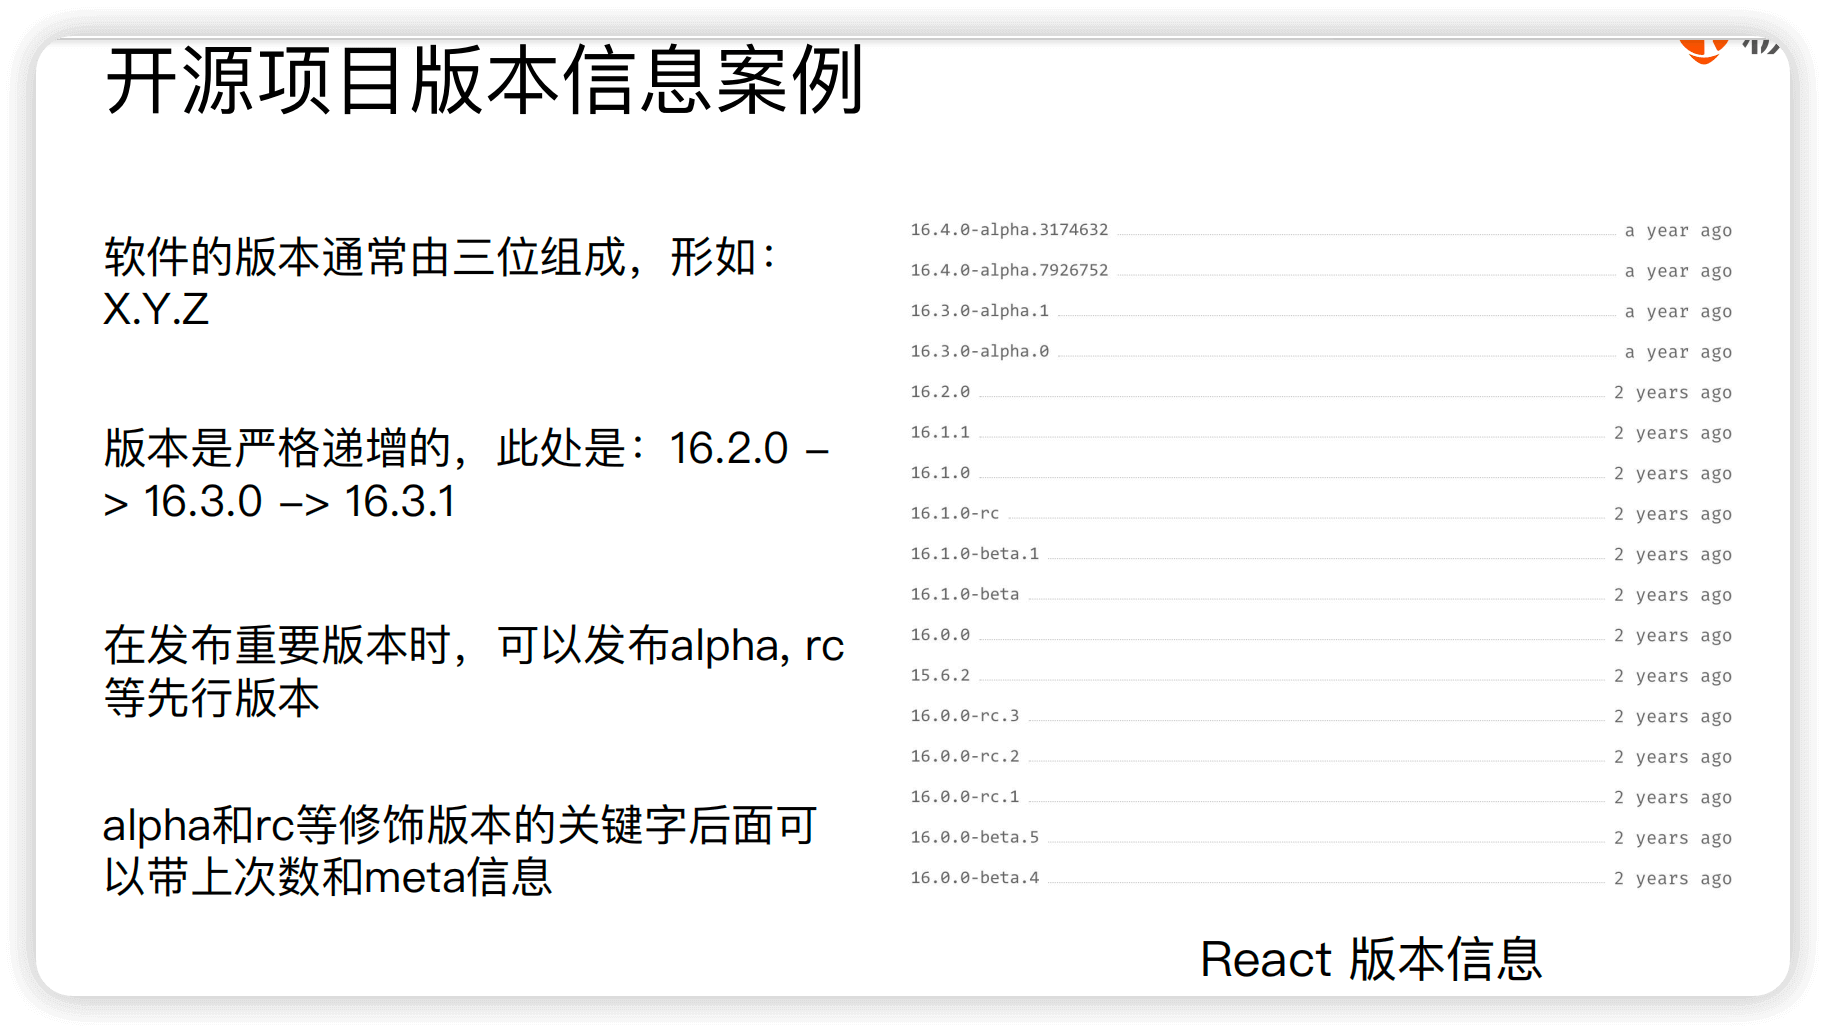 开源项目版本信息案例
软件的版本通常由三位组成，形如：
X.Y.Z
版本是严格递增的，此处是：16.2.0 –
> 16.3.0 –> 16.3.1
在发布重要版本时，可以发布alpha, rc
等先行版本
alpha和rc等修饰版本的关键字后面可
以带上次数和meta信息
16.4.0-alpha.3174632 a year ago
16.4.0-alpha.7926752 a year ago
16.3.0-alpha.1 a year ago
16.3.0-alpha.0 a year ago
16.2.0 2 years ago
16.1.1 2 years ago
16.1.0 2 years ago
16.1.0-rc 2 years ago
16.1.0-beta.1 2 years ago
16.1.0-beta 2 years ago
16.0.0 2 years ago
15.6.2 2 years ago
16.0.0-rc.3 2 years ago
16.0.0-rc.2 2 years ago
16.0.0-rc.1 2 years ago
16.0.0-beta.5 2 years ago
16.0.0-beta.4 2 years ago
React 版本信息